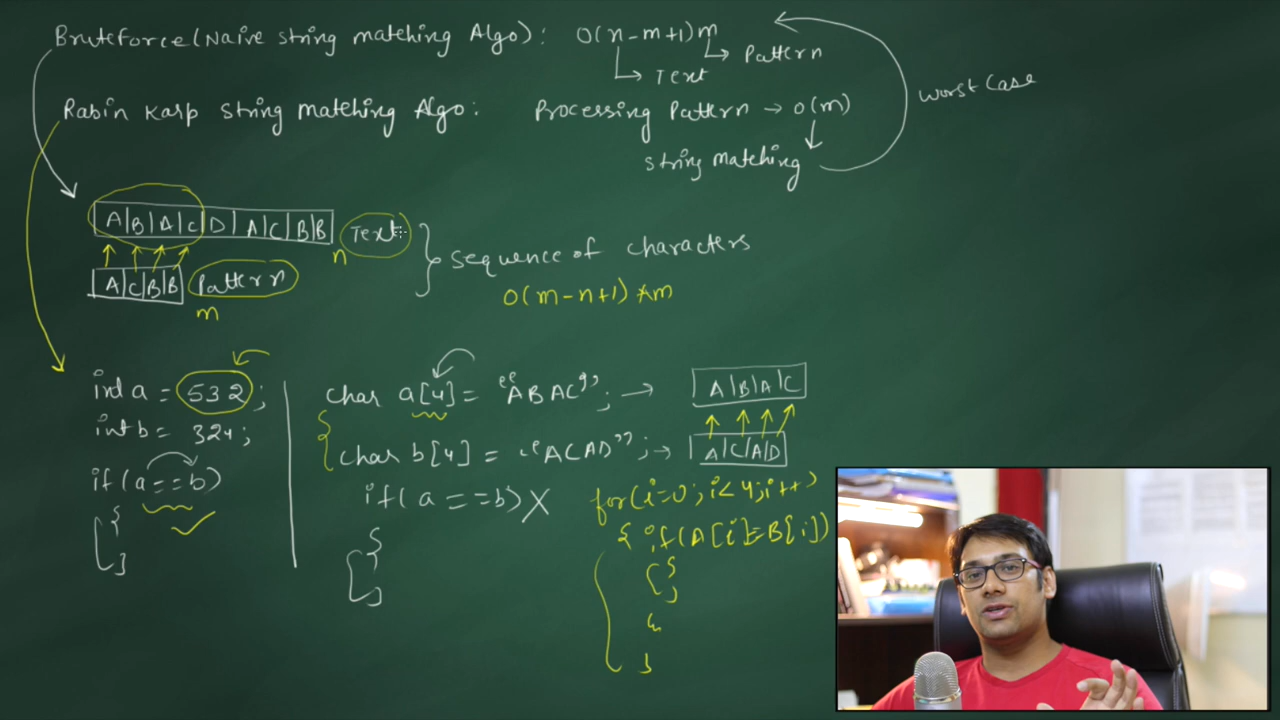 Bruteforce(Naive string matching Algo): O(n-m+1)m
Pattern
Text
Rabin Karp string matching Algo: Processing Pattern → O(m)
string matching
worst case
A|B|A|C|D|A|C|B|B Text
n
A|C|B|B Pattern
m
sequence of characters
O(m-n+1)*m
int a = 532;
int b = 324;
if(a==b)
{
}
char a[4] = "ABAC"; → A|B|A|C
char b[4] = "ACAD"; → A|C|A|D
if(a==b) X
{
}
for(i=0; i<4; i++)
{ if(A[i]=B[i])
{
}
}